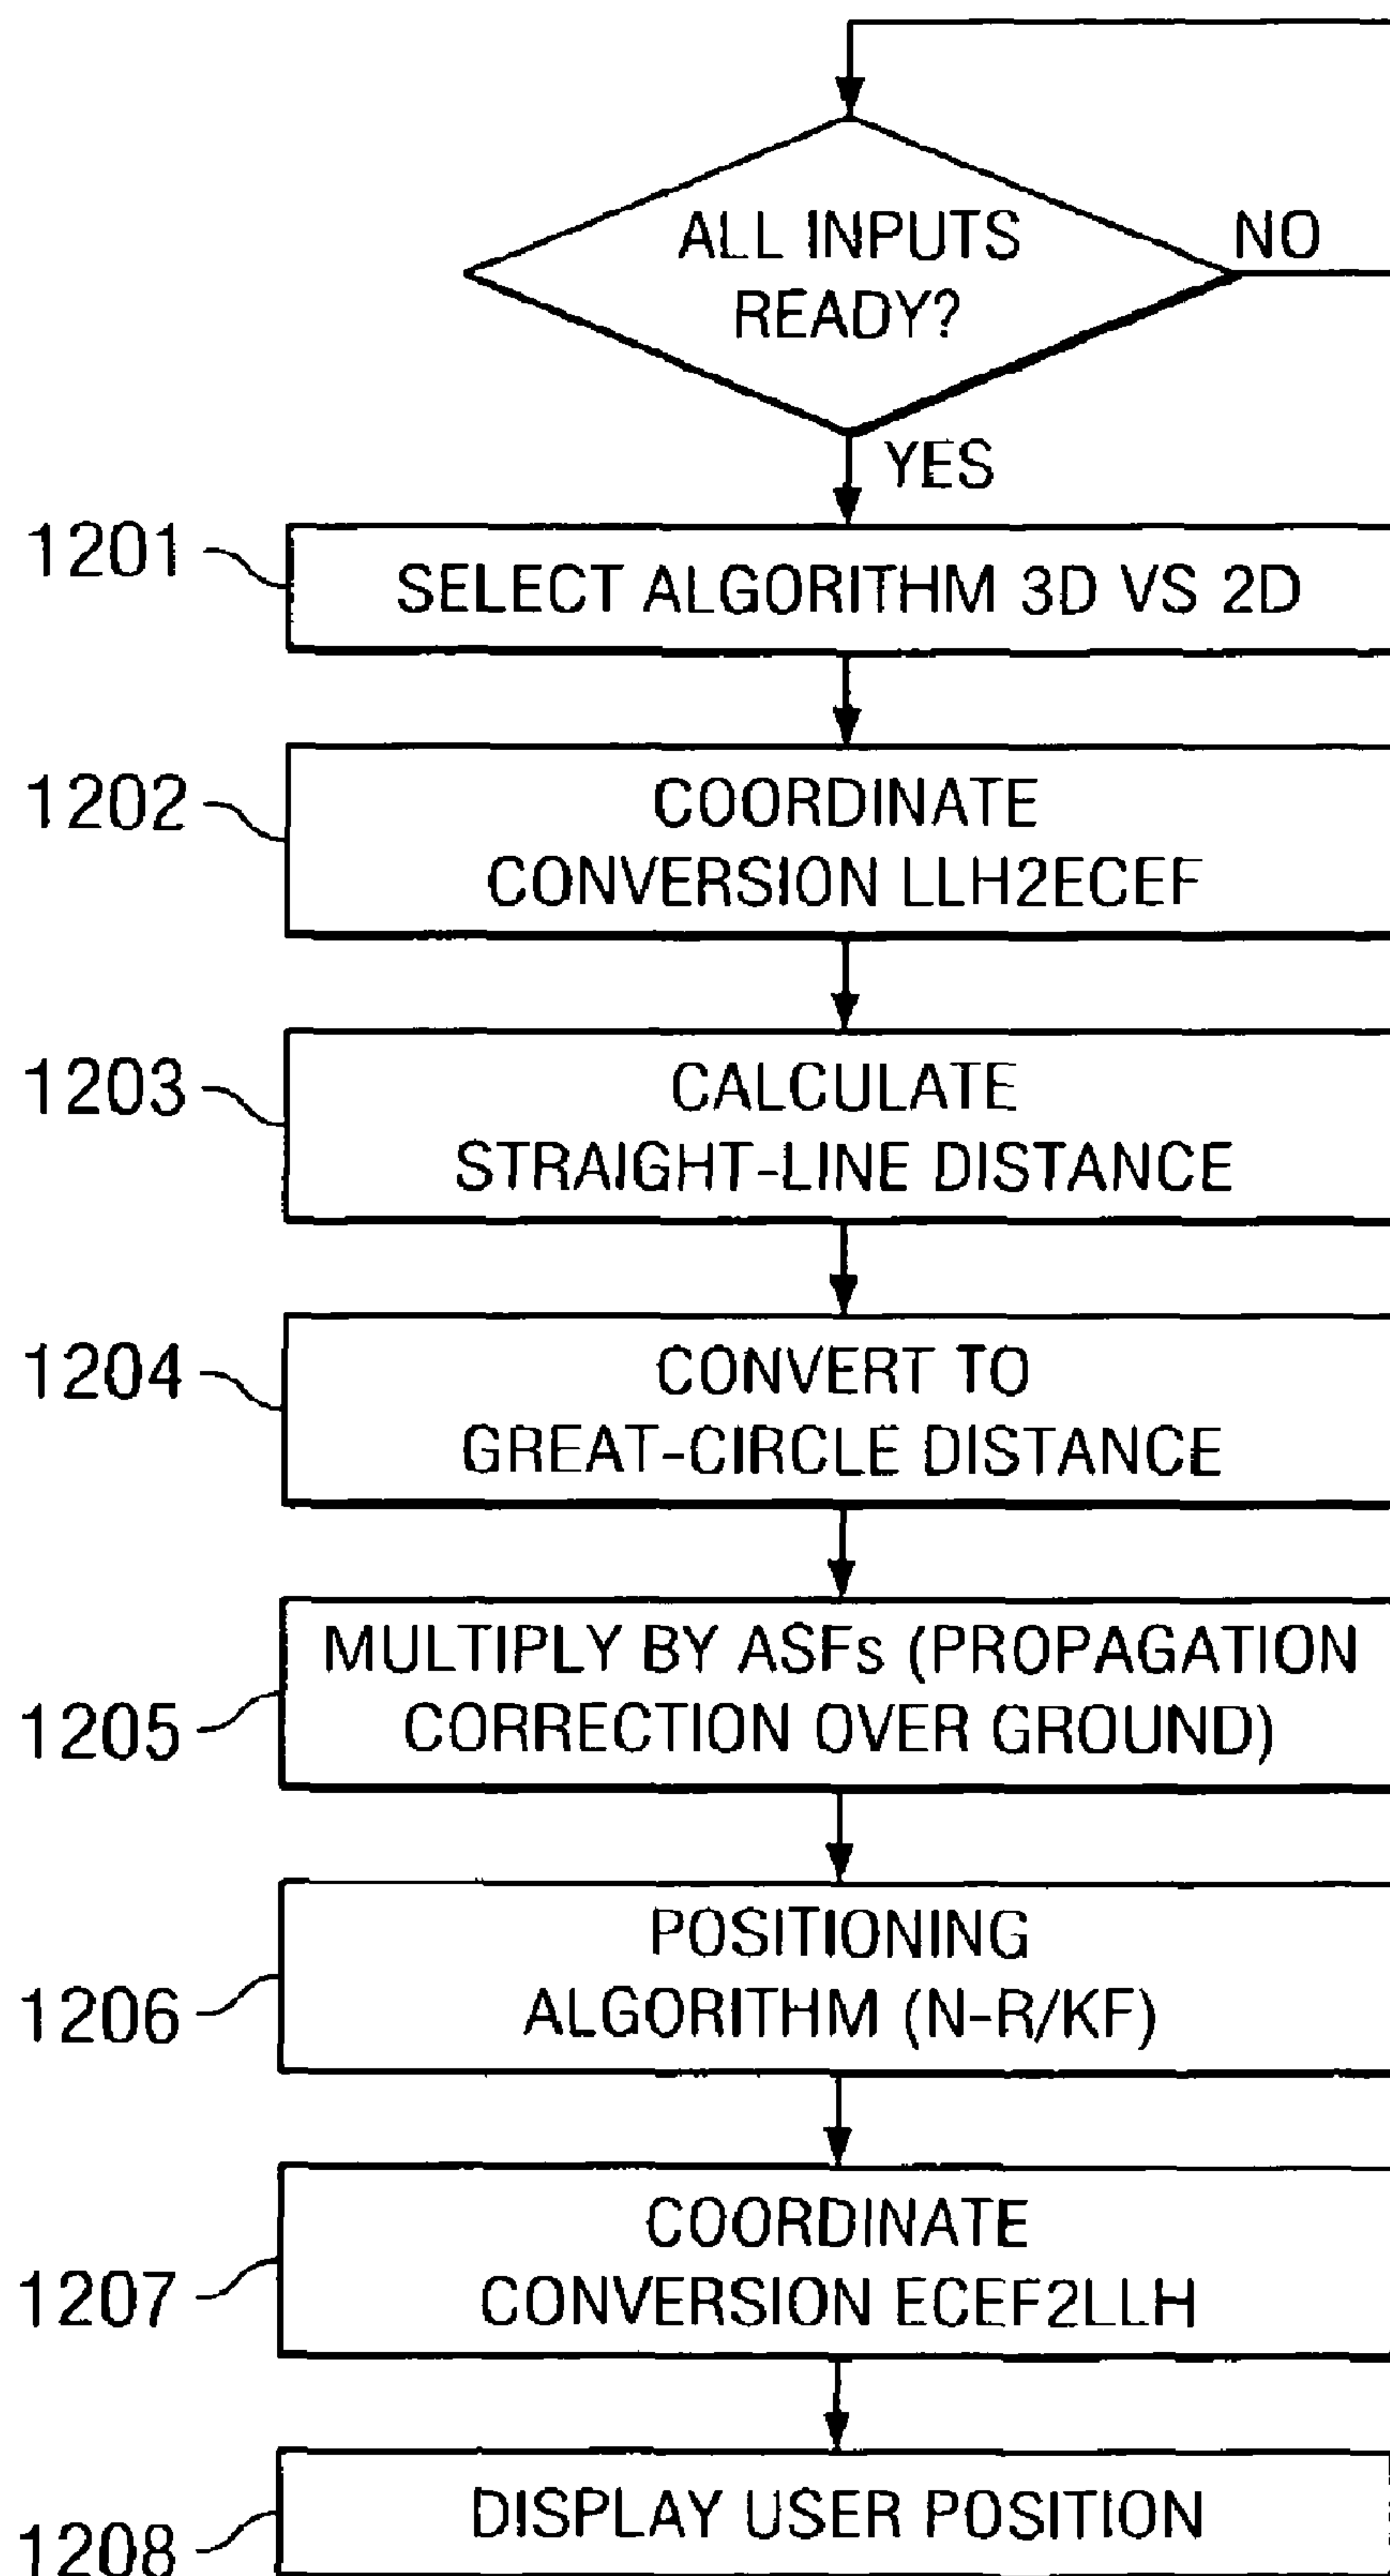 ALL INPUTS
READY?
NO
YES
1201
SELECT ALGORITHM 3D VS 2D
1202
COORDINATE
CONVERSION LLH2ECEF
1203
CALCULATE
STRAIGHT-LINE DISTANCE
1204
CONVERT TO
GREAT-CIRCLE DISTANCE
1205
MULTIPLY BY ASFs (PROPAGATION
CORRECTION OVER GROUND)
1206
POSITIONING
ALGORITHM (N-R/KF)
1207
COORDINATE
CONVERSION ECEF2LLH
1208
DISPLAY USER POSITION